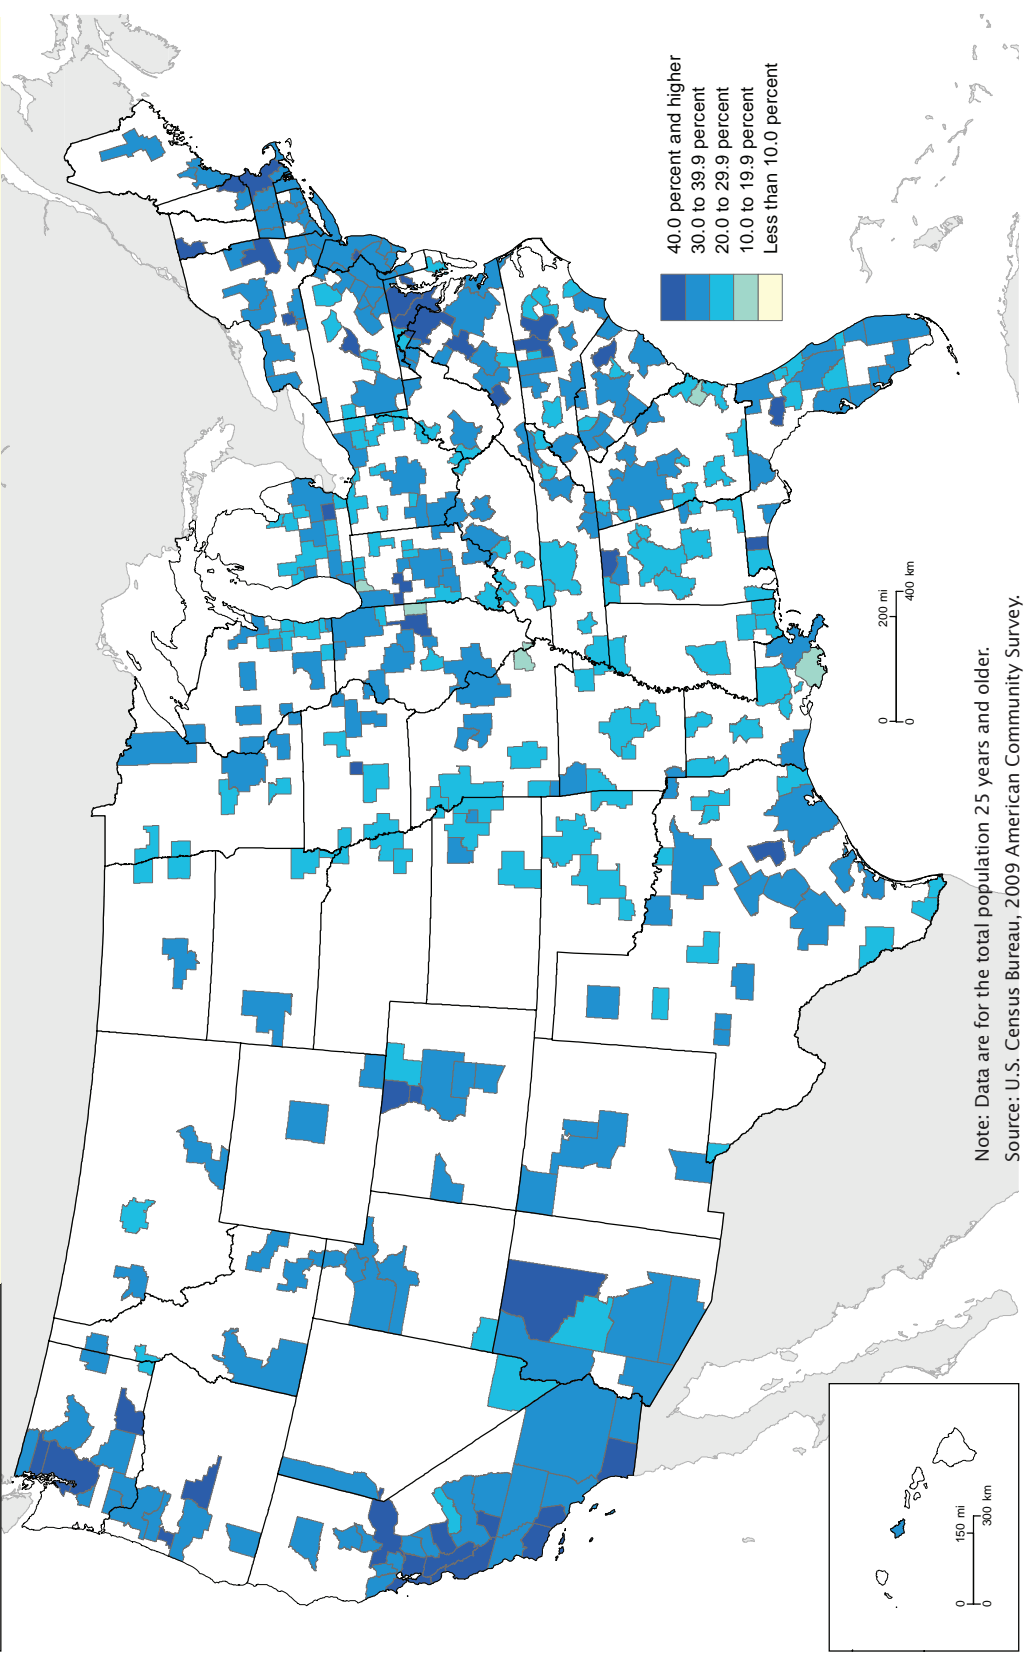 40.0 percent and higher
30.0 to 39.9 percent
20.0 to 29.9 percent
10.0 to 19.9 percent
Less than 10.0 percent
0 200 mi
0 400 km
0 150 mi
0 300 km
Note: Data are for the total population 25 years and older.
Source: U.S. Census Bureau, 2009 American Community Survey.